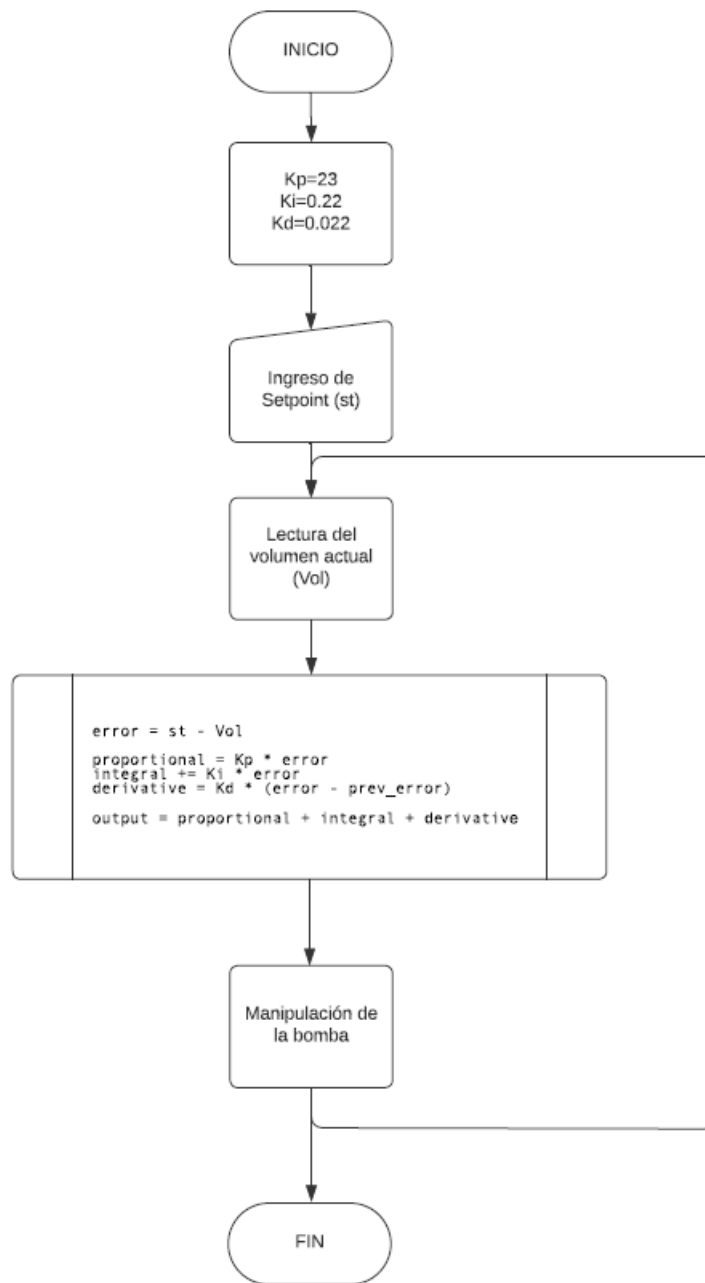 INICIO
Kp=23
Ki=0.22
Kd=0.022
Ingreso de
Setpoint (st)
Lectura del
volumen actual
(Vol)
error = st - Vol
proportional = Kp * error
integral += Ki * error
derivative = Kd * (error - prev_error)
output = proportional + integral + derivative
Manipulación de
la bomba
FIN